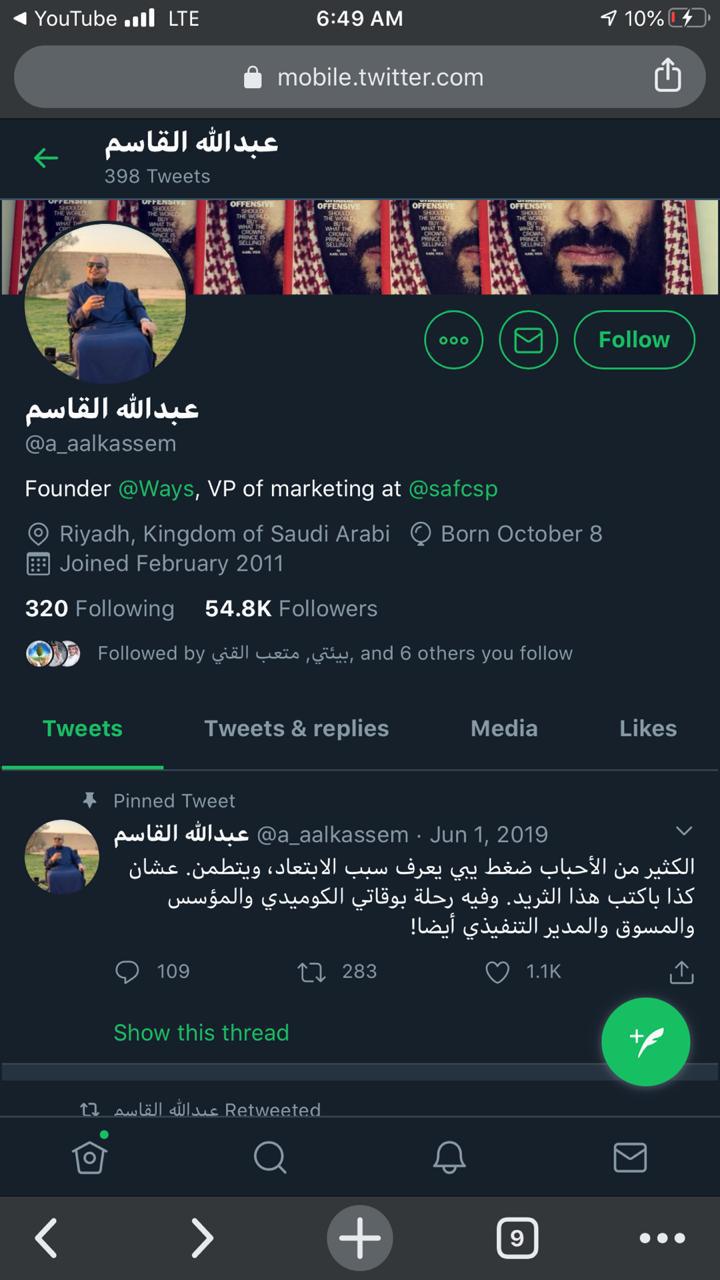 YouTube LTE 6:49 AM 10%
mobile.twitter.com
عبدالله القاسم
398 Tweets
OFFENSIVE
SHOULD
THE WORLD
BUY
WHAT THE
CROWN
PRINCE IS
SELLING?
BY
KARL VICK
عبدالله القاسم
@a_aalkassem
Follow
Founder @Ways, VP of marketing at @safcsp
Riyadh, Kingdom of Saudi Arabi Born October 8
Joined February 2011
320 Following 54.8K Followers
Followed by بيئتي, متعب القني, and 6 others you follow
Tweets Tweets & replies Media Likes
Pinned Tweet
عبدالله القاسم @a_aalkassem · Jun 1, 2019
الكثير من الأحباب ضغط يبي يعرف سبب الابتعاد، ويتطمن. عشان
كذا باكتب هذا الثريد. وفيه رحلة بوقاتي الكوميدي والمؤسس
والمسوق والمدير التنفيذي أيضا!
109 283 1.1K
Show this thread
عبدالله القاسم Retweeted
9